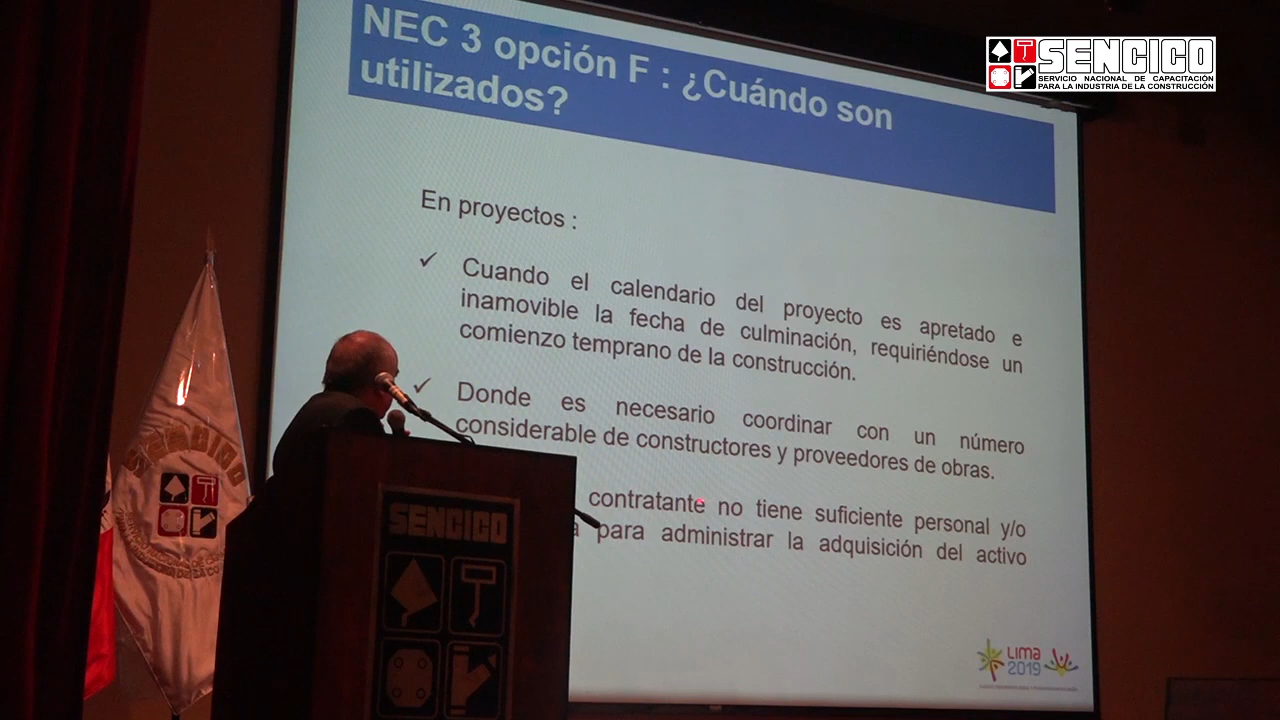 NEC 3 opción F : ¿Cuándo son
utilizados?
SENCICO
SERVICIO NACIONAL DE CAPACITACIÓN
PARA LA INDUSTRIA DE LA CONSTRUCCIÓN
En proyectos :
Cuando el calendario del proyecto es apretado e
inamovible la fecha de culminación, requiriéndose un
comienzo temprano de la construcción.
Donde es necesario coordinar con un número
considerable de constructores y proveedores de obras.
contratante no tiene suficiente personal y/o
para administrar la adquisición del activo
SENCICO
SENCICO
LIMA
2019